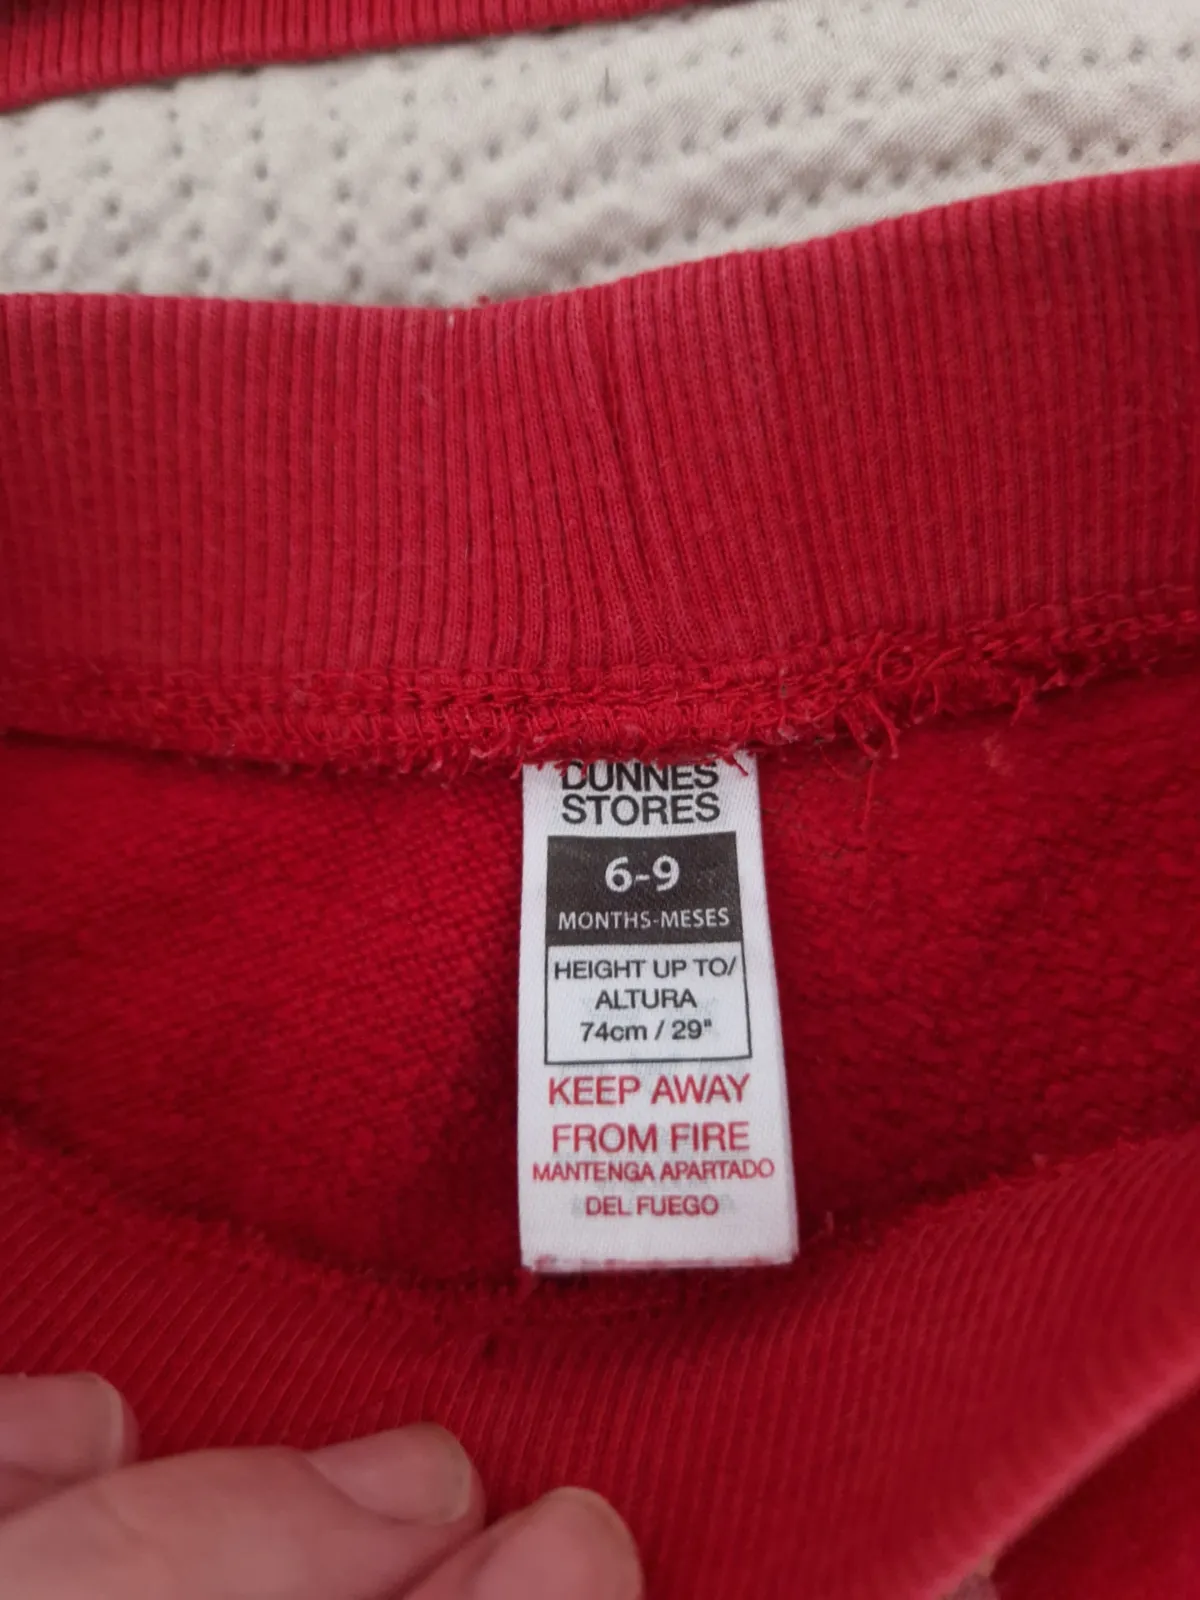 DUNNES
STORES
6-9
MONTHS-MESES
HEIGHT UP TO/
ALTURA
74cm / 29"
KEEP AWAY
FROM FIRE
MANTENGA APARTADO
DEL FUEGO